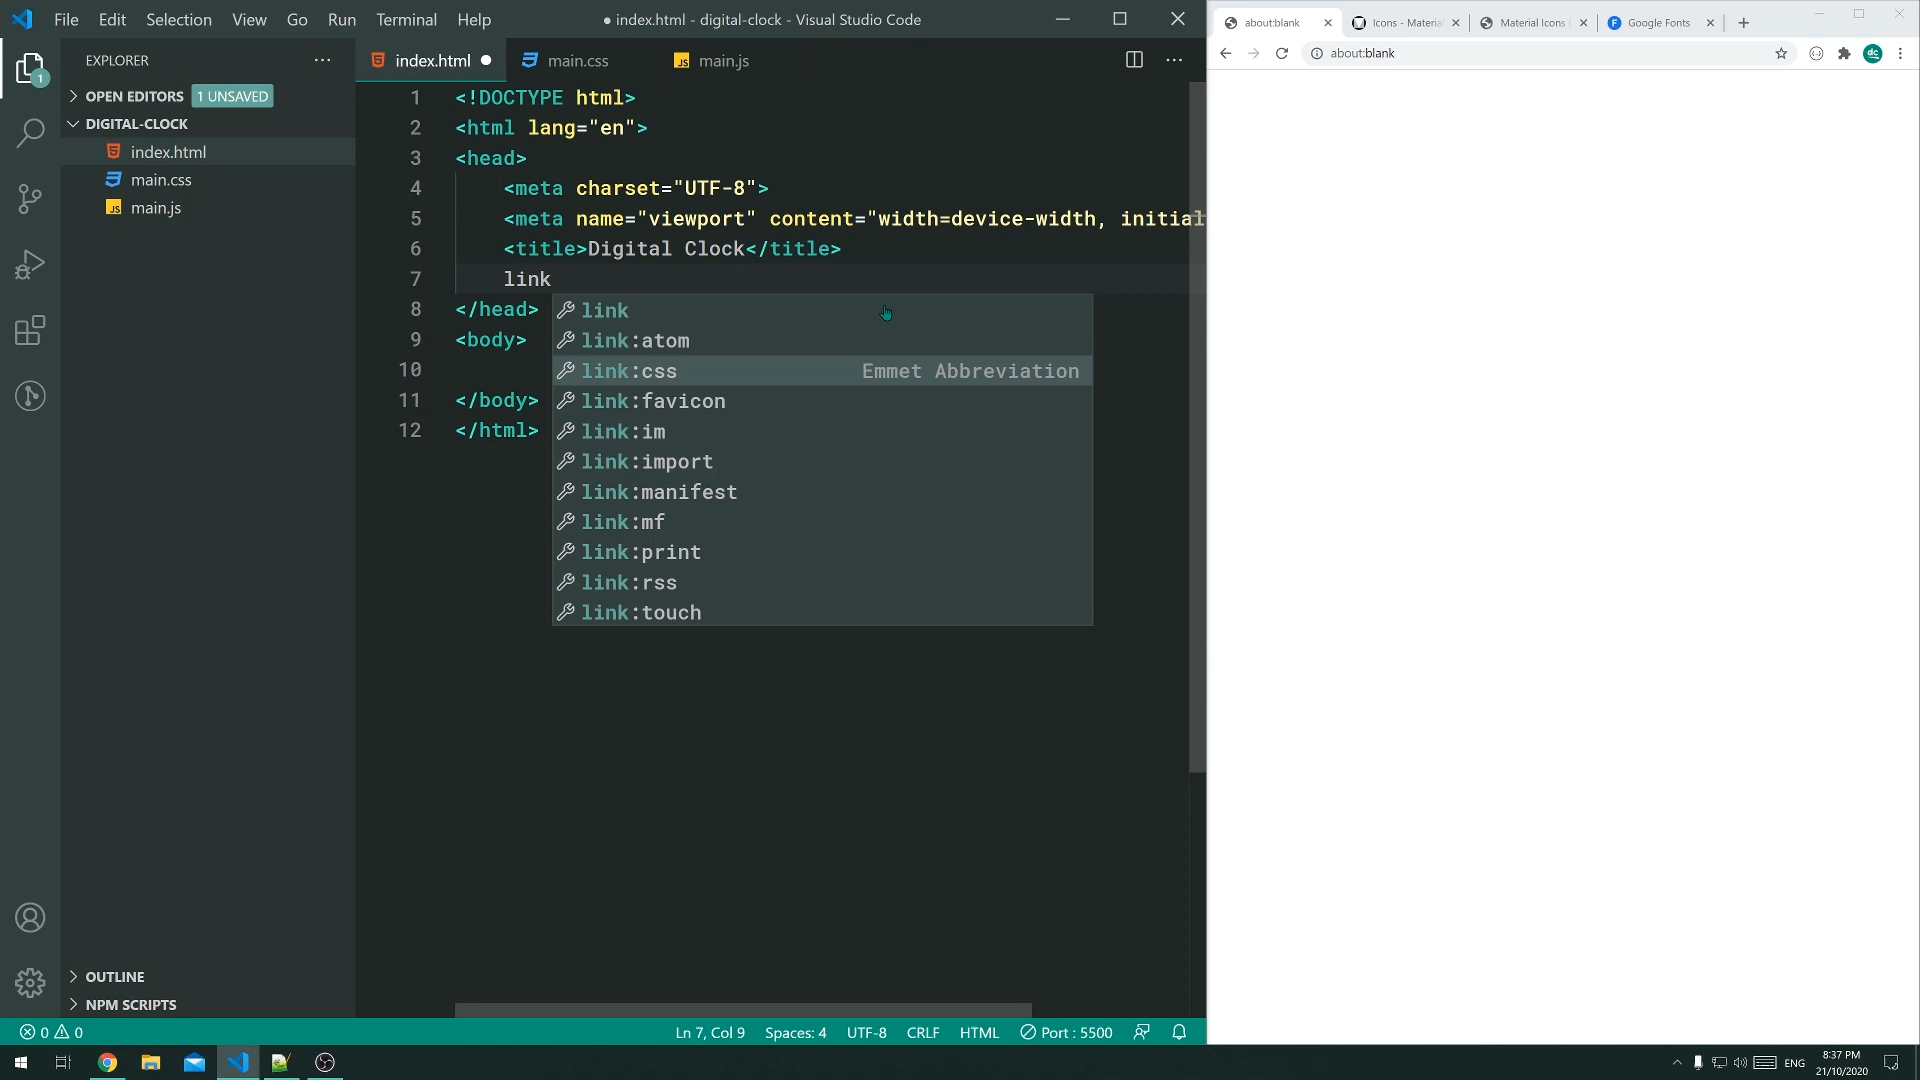 File Edit Selection View Go Run Terminal Help
● index.html - digital-clock - Visual Studio Code
about:blank
Icons - Material
Material Icons
Google Fonts
about:blank
EXPLORER
1
OPEN EDITORS 1 UNSAVED
DIGITAL-CLOCK
index.html
main.css
main.js
OUTLINE
NPM SCRIPTS
index.html
main.css
JS main.js
1 <!DOCTYPE html>
2 <html lang="en">
3 <head>
4 <meta charset="UTF-8">
5 <meta name="viewport" content="width=device-width, initial
6 <title>Digital Clock</title>
7 link
8 </head>
9 <body>
10
11 </body>
12 </html>
link
link:atom
link:css Emmet Abbreviation
link:favicon
link:im
link:import
link:manifest
link:mf
link:print
link:rss
link:touch
0 0
Ln 7, Col 9 Spaces: 4 UTF-8 CRLF HTML Port : 5500
ENG
8:37 PM
21/10/2020